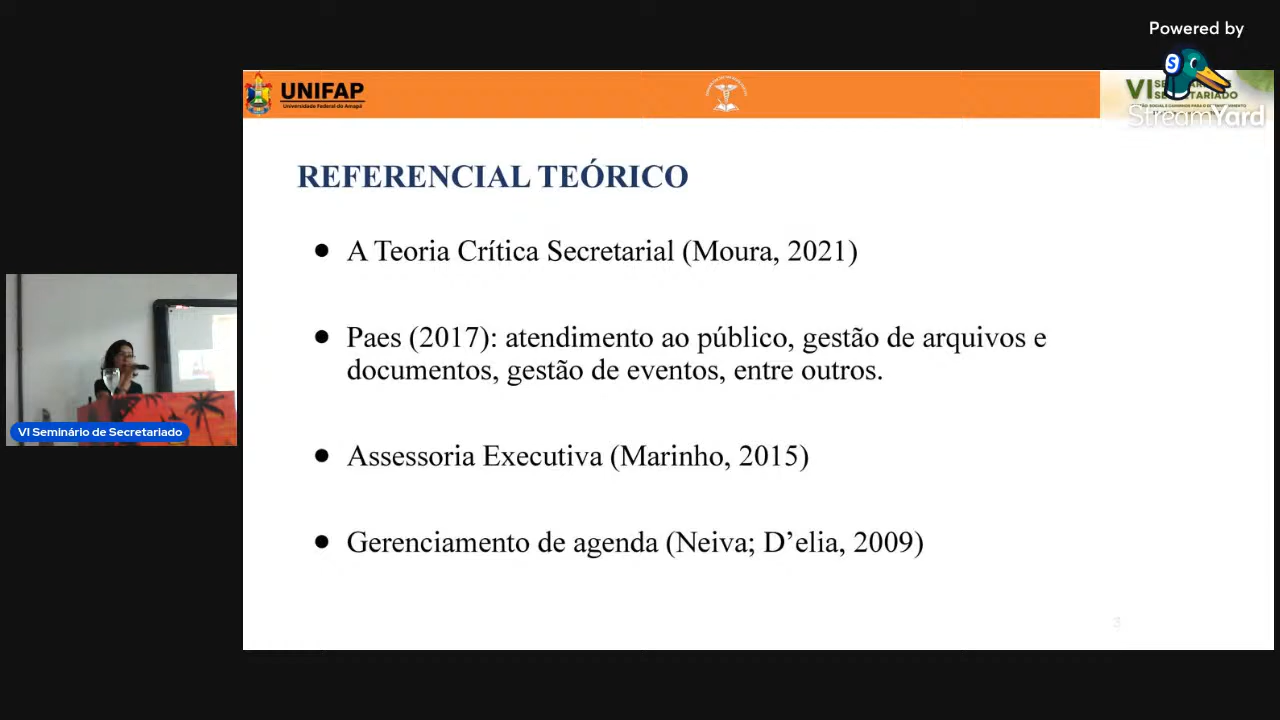 Powered by
StreamYard
UNIFAP
Universidade Federal do Amapá
VI
REFERENCIAL TEÓRICO
● A Teoria Crítica Secretarial (Moura, 2021)
● Paes (2017): atendimento ao público, gestão de arquivos e
documentos, gestão de eventos, entre outros.
● Assessoria Executiva (Marinho, 2015)
● Gerenciamento de agenda (Neiva; D’elia, 2009)
3
VI Seminário de Secretariado